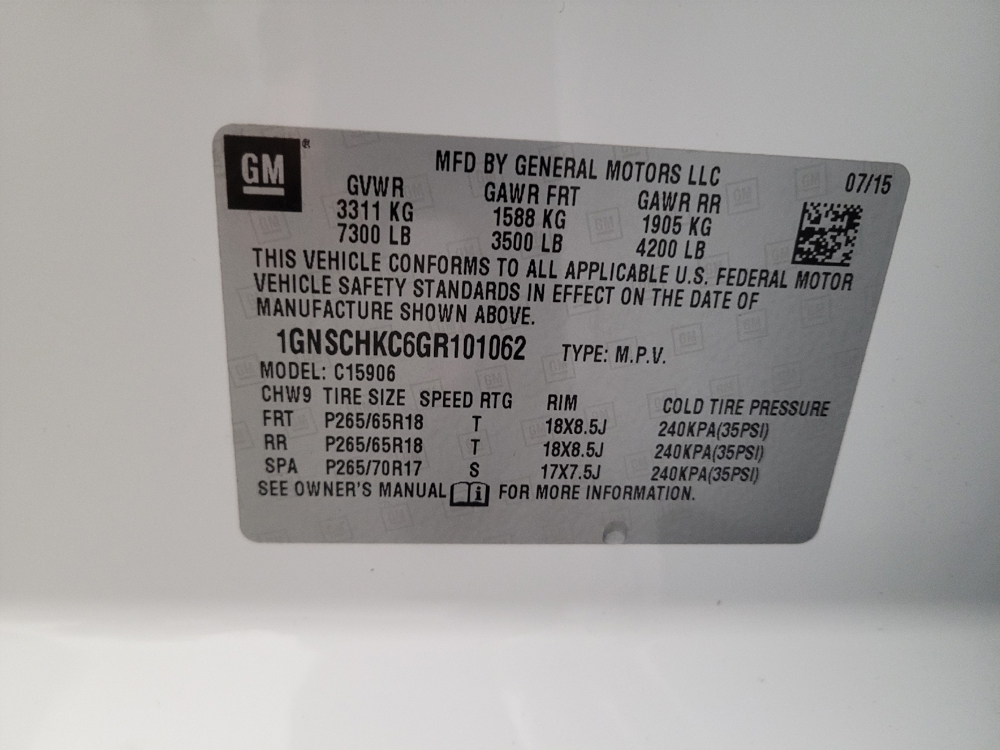 GM
MFD BY GENERAL MOTORS LLC
07/15
GVWR GAWR FRT GAWR RR
3311 KG 1588 KG 1905 KG
7300 LB 3500 LB 4200 LB
THIS VEHICLE CONFORMS TO ALL APPLICABLE U.S. FEDERAL MOTOR
VEHICLE SAFETY STANDARDS IN EFFECT ON THE DATE OF
MANUFACTURE SHOWN ABOVE.
1GNSCHKC6GR101062 TYPE: M.P.V.
MODEL: C15906
CHW9 TIRE SIZE SPEED RTG RIM COLD TIRE PRESSURE
FRT P265/65R18 T 18X8.5J 240KPA(35PSI)
RR P265/65R18 T 18X8.5J 240KPA(35PSI)
SPA P265/70R17 S 17X7.5J 240KPA(35PSI)
SEE OWNER'S MANUAL i FOR MORE INFORMATION.